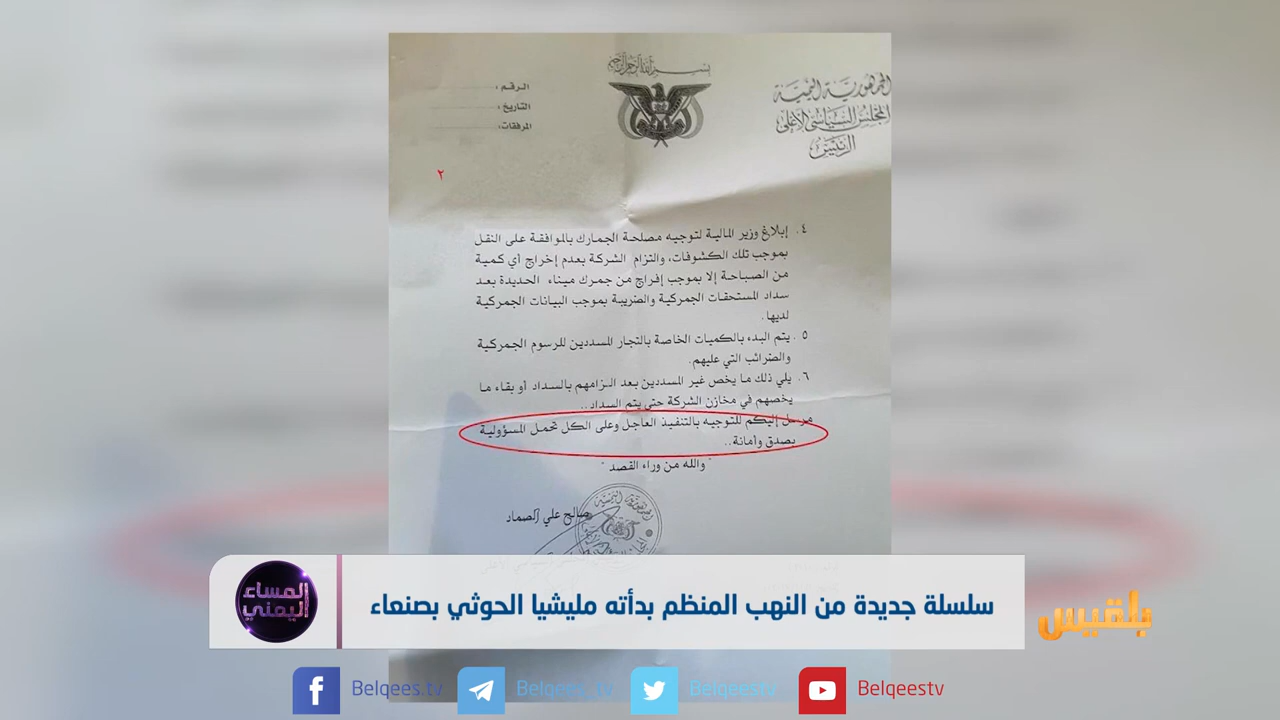 بسم الله الرحمن الرحيم
الجمهورية اليمنية
المجلس السياسي الأعلى
الرئيس
الرقم :
التاريخ :
المرفقات:
٢
٤. إبلاغ وزير المالية لتوجيه مصلحة الجمارك بالموافقة على النقل
بموجب تلك الكشوفات، والتزام الشركة بعدم إخراج أي كمية
من الصباحة إلا بموجب إفراج من جمرك ميناء الحديدة بعد
سداد المستحقات الجمركية والضريبة بموجب البيانات الجمركية
لديها.
٥. يتم البدء بالكميات الخاصة بالتجار المسددين للرسوم الجمركية
والضرائب التي عليهم.
٦. يلي ذلك ما يخص غير المسددين بعد الزامهم بالسداد أو بقاء ما
يخصهم في مخازن الشركة حتى يتم السداد..
مرسل إليكم للتوجيه بالتنفيذ العاجل وعلى الكل تحمل المسؤولية
بصدق وأمانة..
"والله من وراء القصد"
صالح علي الصماد
الجمهورية اليمنية
المساء
اليمني
سلسلة جديدة من النهب المنظم بدأته مليشيا الحوثي بصنعاء
بلقيس
Belqees.tv
Belqees_tv
Belqeestv
Belqeestv